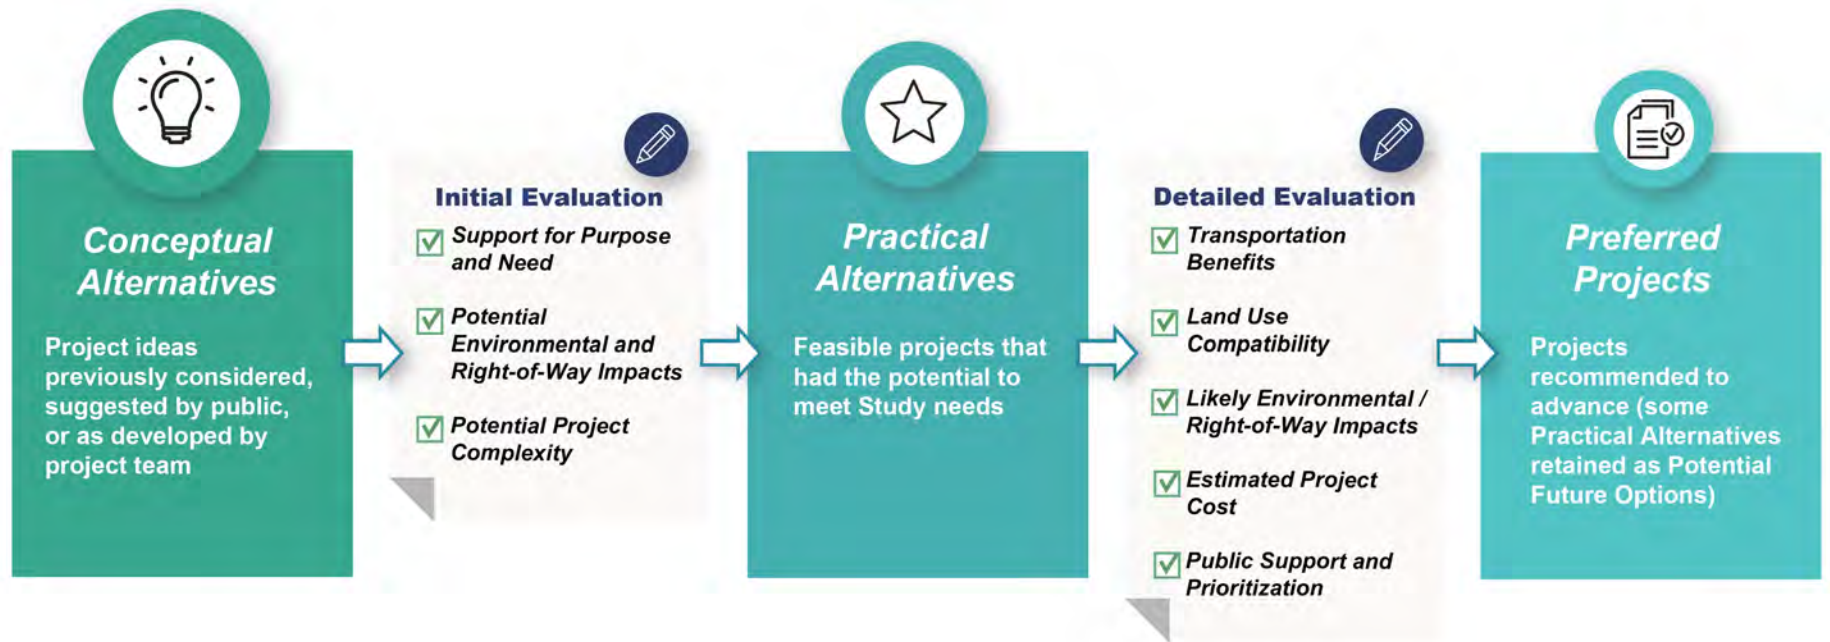 Conceptual
Alternatives
Project ideas
previously considered,
suggested by public,
or as developed by
project team
Initial Evaluation
Support for Purpose
and Need
Potential
Environmental and
Right-of-Way Impacts
Potential Project
Complexity
Practical
Alternatives
Feasible projects that
had the potential to
meet Study needs
Detailed Evaluation
Transportation
Benefits
Land Use
Compatibility
Likely Environmental /
Right-of-Way Impacts
Estimated Project
Cost
Public Support and
Prioritization
Preferred
Projects
Projects
recommended to
advance (some
Practical Alternatives
retained as Potential
Future Options)